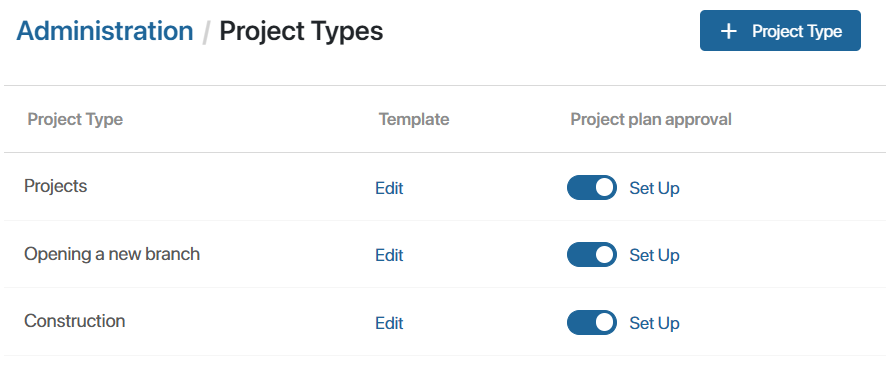 Administration / Project Types
+ Project Type
Project Type Template Project plan approval
Projects Edit Set Up
Opening a new branch Edit Set Up
Construction Edit Set Up